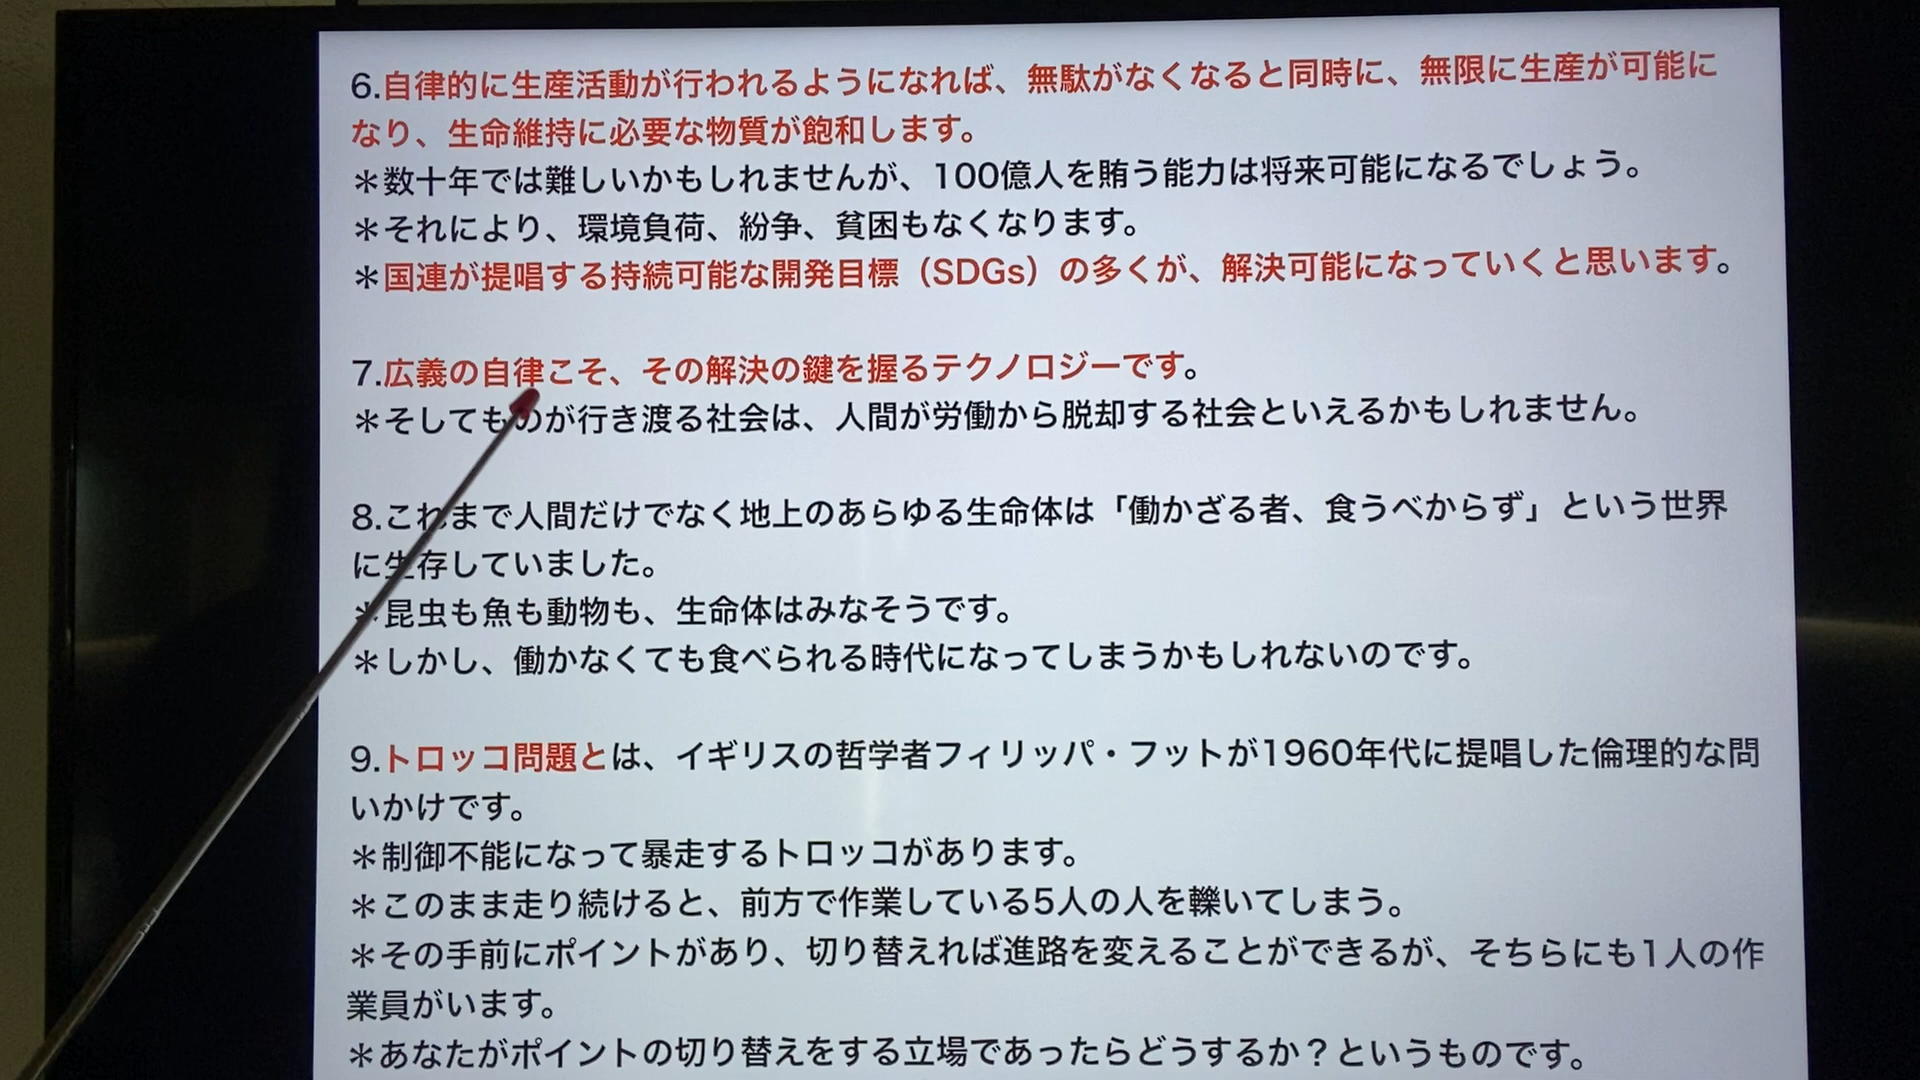 6.自律的に生産活動が行われるようになれば、無駄がなくなると同時に、無限に生産が可能に
なり、生命維持に必要な物質が飽和します。
＊数十年では難しいかもしれませんが、100億人を賄う能力は将来可能になるでしょう。
＊それにより、環境負荷、紛争、貧困もなくなります。
＊国連が提唱する持続可能な開発目標（SDGs）の多くが、解決可能になっていくと思います。
7.広義の自律こそ、その解決の鍵を握るテクノロジーです。
＊そしてものが行き渡る社会は、人間が労働から脱却する社会といえるかもしれません。
8.これまで人間だけでなく地上のあらゆる生命体は「働かざる者、食うべからず」という世界
に生存していました。
＊昆虫も魚も動物も、生命体はみなそうです。
＊しかし、働かなくても食べられる時代になってしまうかもしれないのです。
9.トロッコ問題とは、イギリスの哲学者フィリッパ・フットが1960年代に提唱した倫理的な問
いかけです。
＊制御不能になって暴走するトロッコがあります。
＊このまま走り続けると、前方で作業している5人の人を轢いてしまう。
＊その手前にポイントがあり、切り替えれば進路を変えることができるが、そちらにも1人の作
業員がいます。
＊あなたがポイントの切り替えをする立場であったらどうするか？というものです。